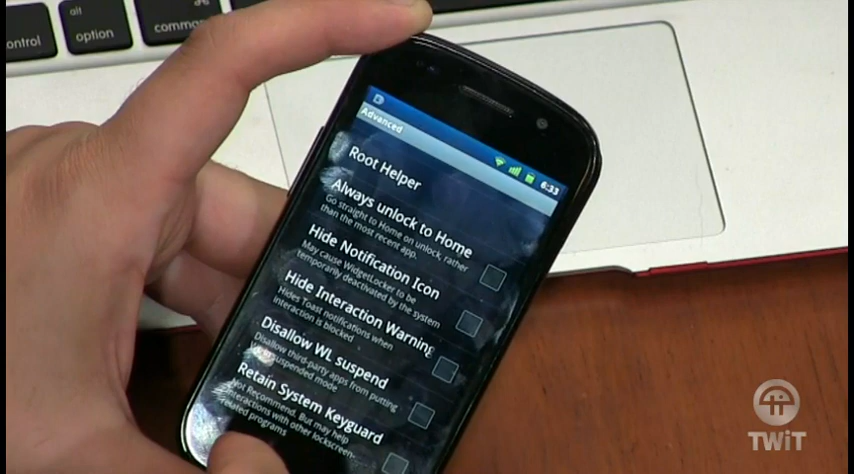 alt
control
option
⌘
comman
Advanced
6:33
Root Helper
Always unlock to Home
Go straight to Home on unlock, rather
than the most recent app.
Hide Notification Icon
May cause WidgetLocker to be
temporarily deactivated by the system
Hide Interaction Warning
Hides Toast notifications when
interaction is blocked
Disallow WL suspend
Disallow third-party apps from putting
suspended mode
Retain System Keyguard
Not Recommend. But may help
interactions with other lockscreen-
related programs
TWiT